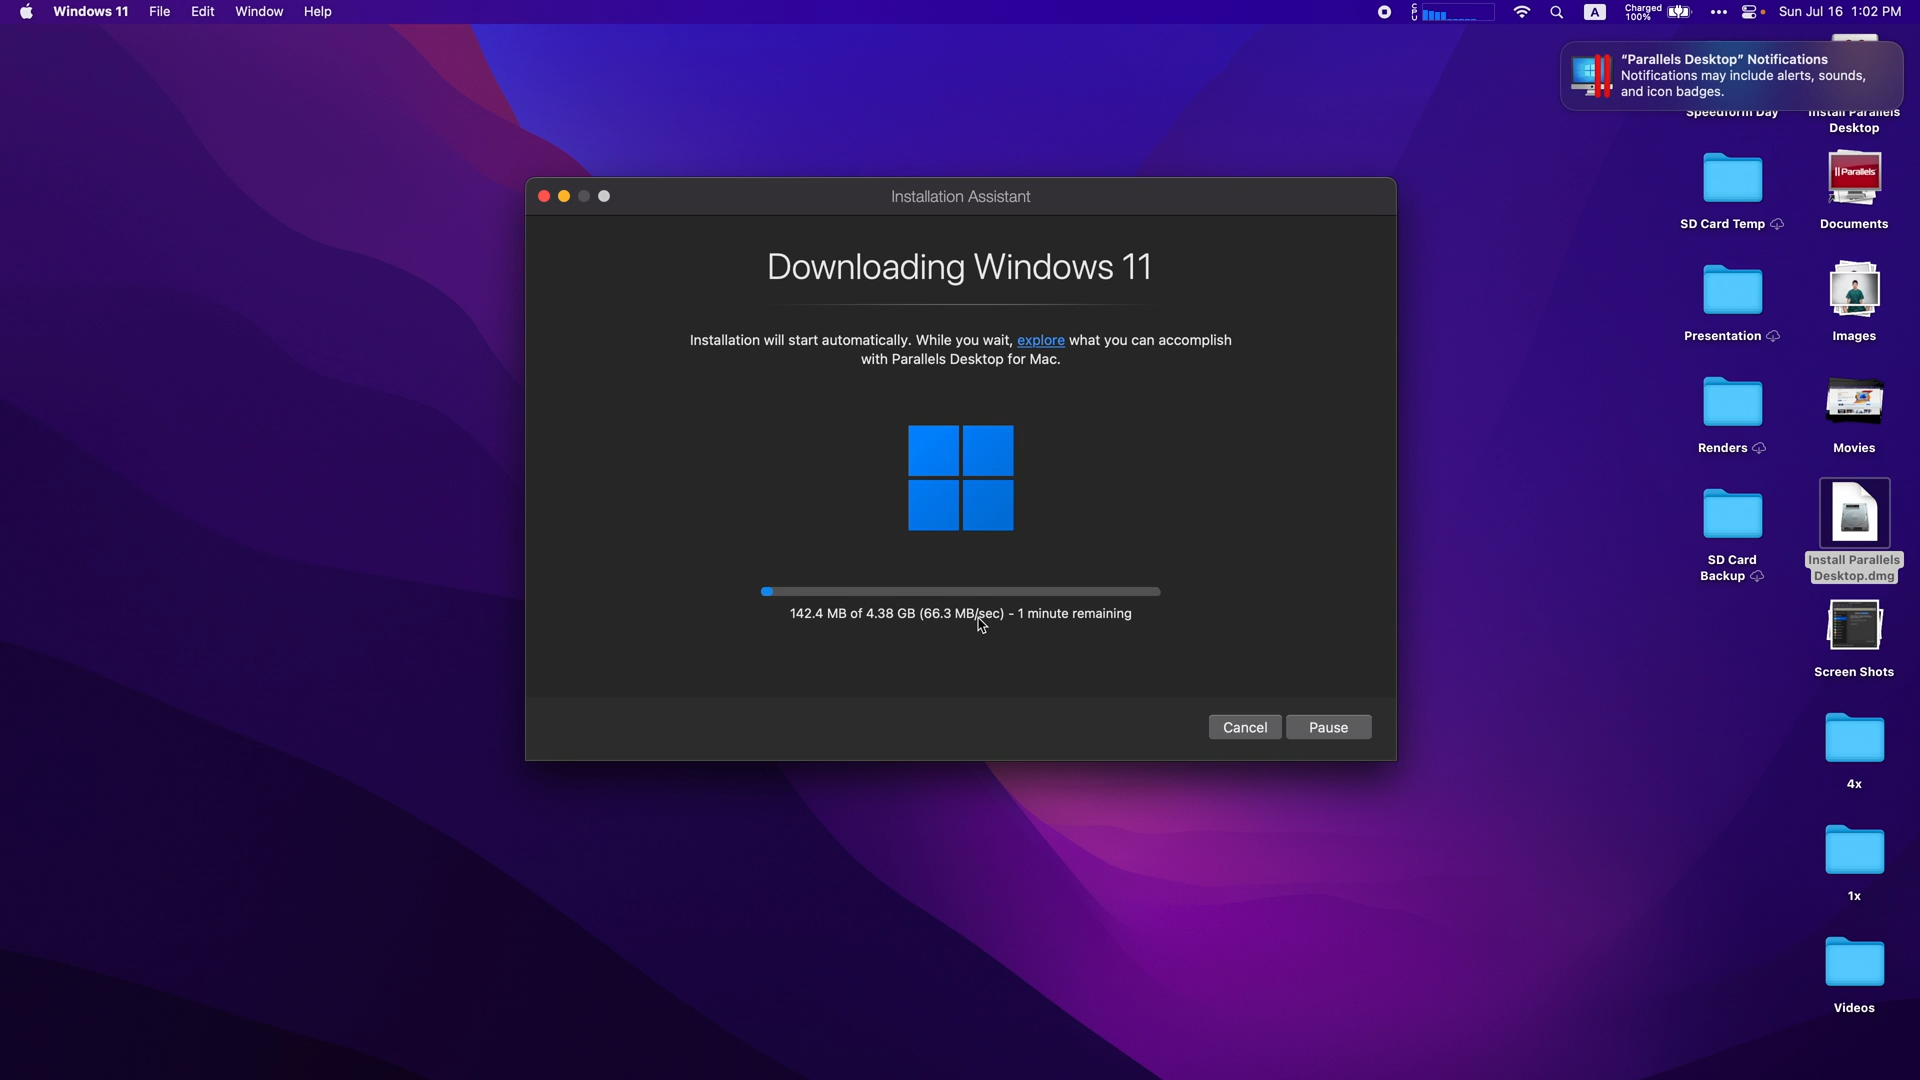 Windows 11 File Edit Window Help
CPU
A
Charged
100%
Sun Jul 16 1:02 PM
“Parallels Desktop” Notifications
Notifications may include alerts, sounds,
and icon badges.
Speedform Day
Install Parallels
Desktop
|| Parallels
SD Card Temp
Documents
Presentation
Images
Renders
Movies
SD Card
Backup
Install Parallels
Desktop.dmg
Screen Shots
4x
1x
Videos
Installation Assistant
Downloading Windows 11
Installation will start automatically. While you wait, explore what you can accomplish
with Parallels Desktop for Mac.
142.4 MB of 4.38 GB (66.3 MB/sec) - 1 minute remaining
Cancel
Pause